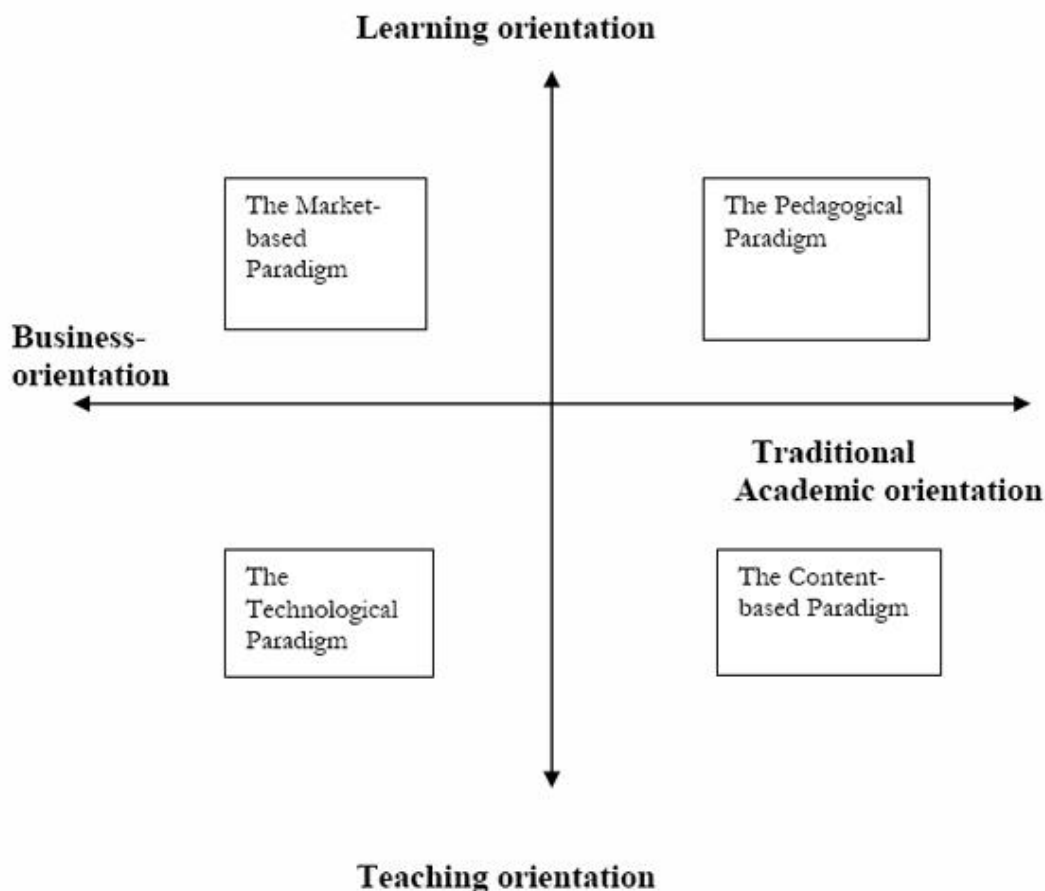 Learning orientation
The Market-
based
Paradigm
The Pedagogical
Paradigm
Business-
orientation
Traditional
Academic orientation
The
Technological
Paradigm
The Content-
based Paradigm
Teaching orientation